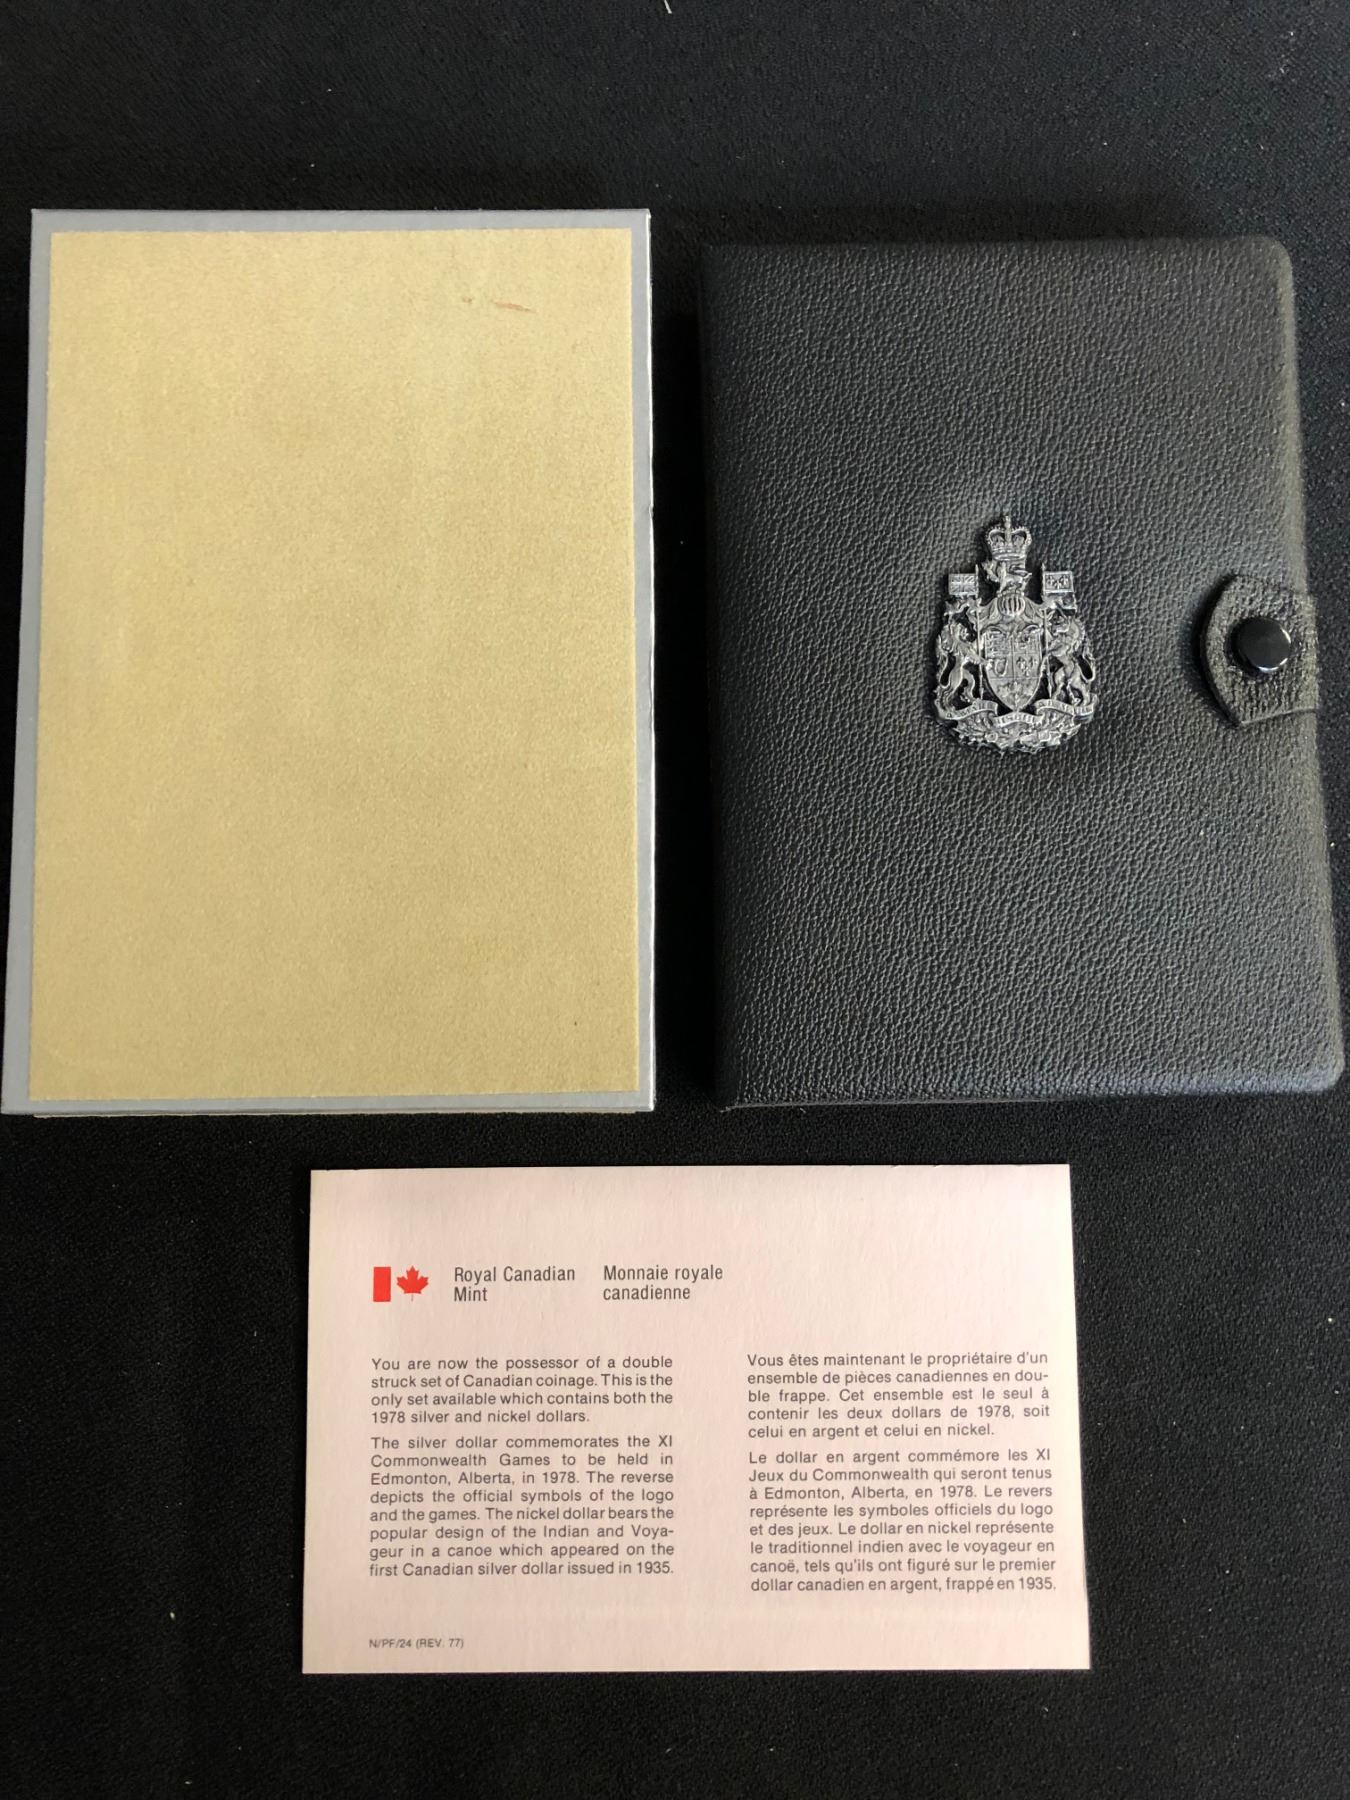 Royal Canadian
Mint
Monnaie royale
canadienne
You are now the possessor of a double
struck set of Canadian coinage. This is the
only set available which contains both the
1978 silver and nickel dollars.
The silver dollar commemorates the XI
Commonwealth Games to be held in
Edmonton, Alberta, in 1978. The reverse
depicts the official symbols of the logo
and the games. The nickel dollar bears the
popular design of the Indian and Voya-
geur in a canoe which appeared on the
first Canadian silver dollar issued in 1935.
Vous êtes maintenant le propriétaire d'un
ensemble de pièces canadiennes en dou-
ble frappe. Cet ensemble est le seul à
contenir les deux dollars de 1978, soit
celui en argent et celui en nickel.
Le dollar en argent commémore les XI
Jeux du Commonwealth qui seront tenus
à Edmonton, Alberta, en 1978. Le revers
représente les symboles officiels du logo
et des jeux. Le dollar en nickel représente
le traditionnel indien avec le voyageur en
canoë, tels qu'ils ont figuré sur le premier
dollar canadien en argent, frappé en 1935.
N/PF/24 (REV. 77)